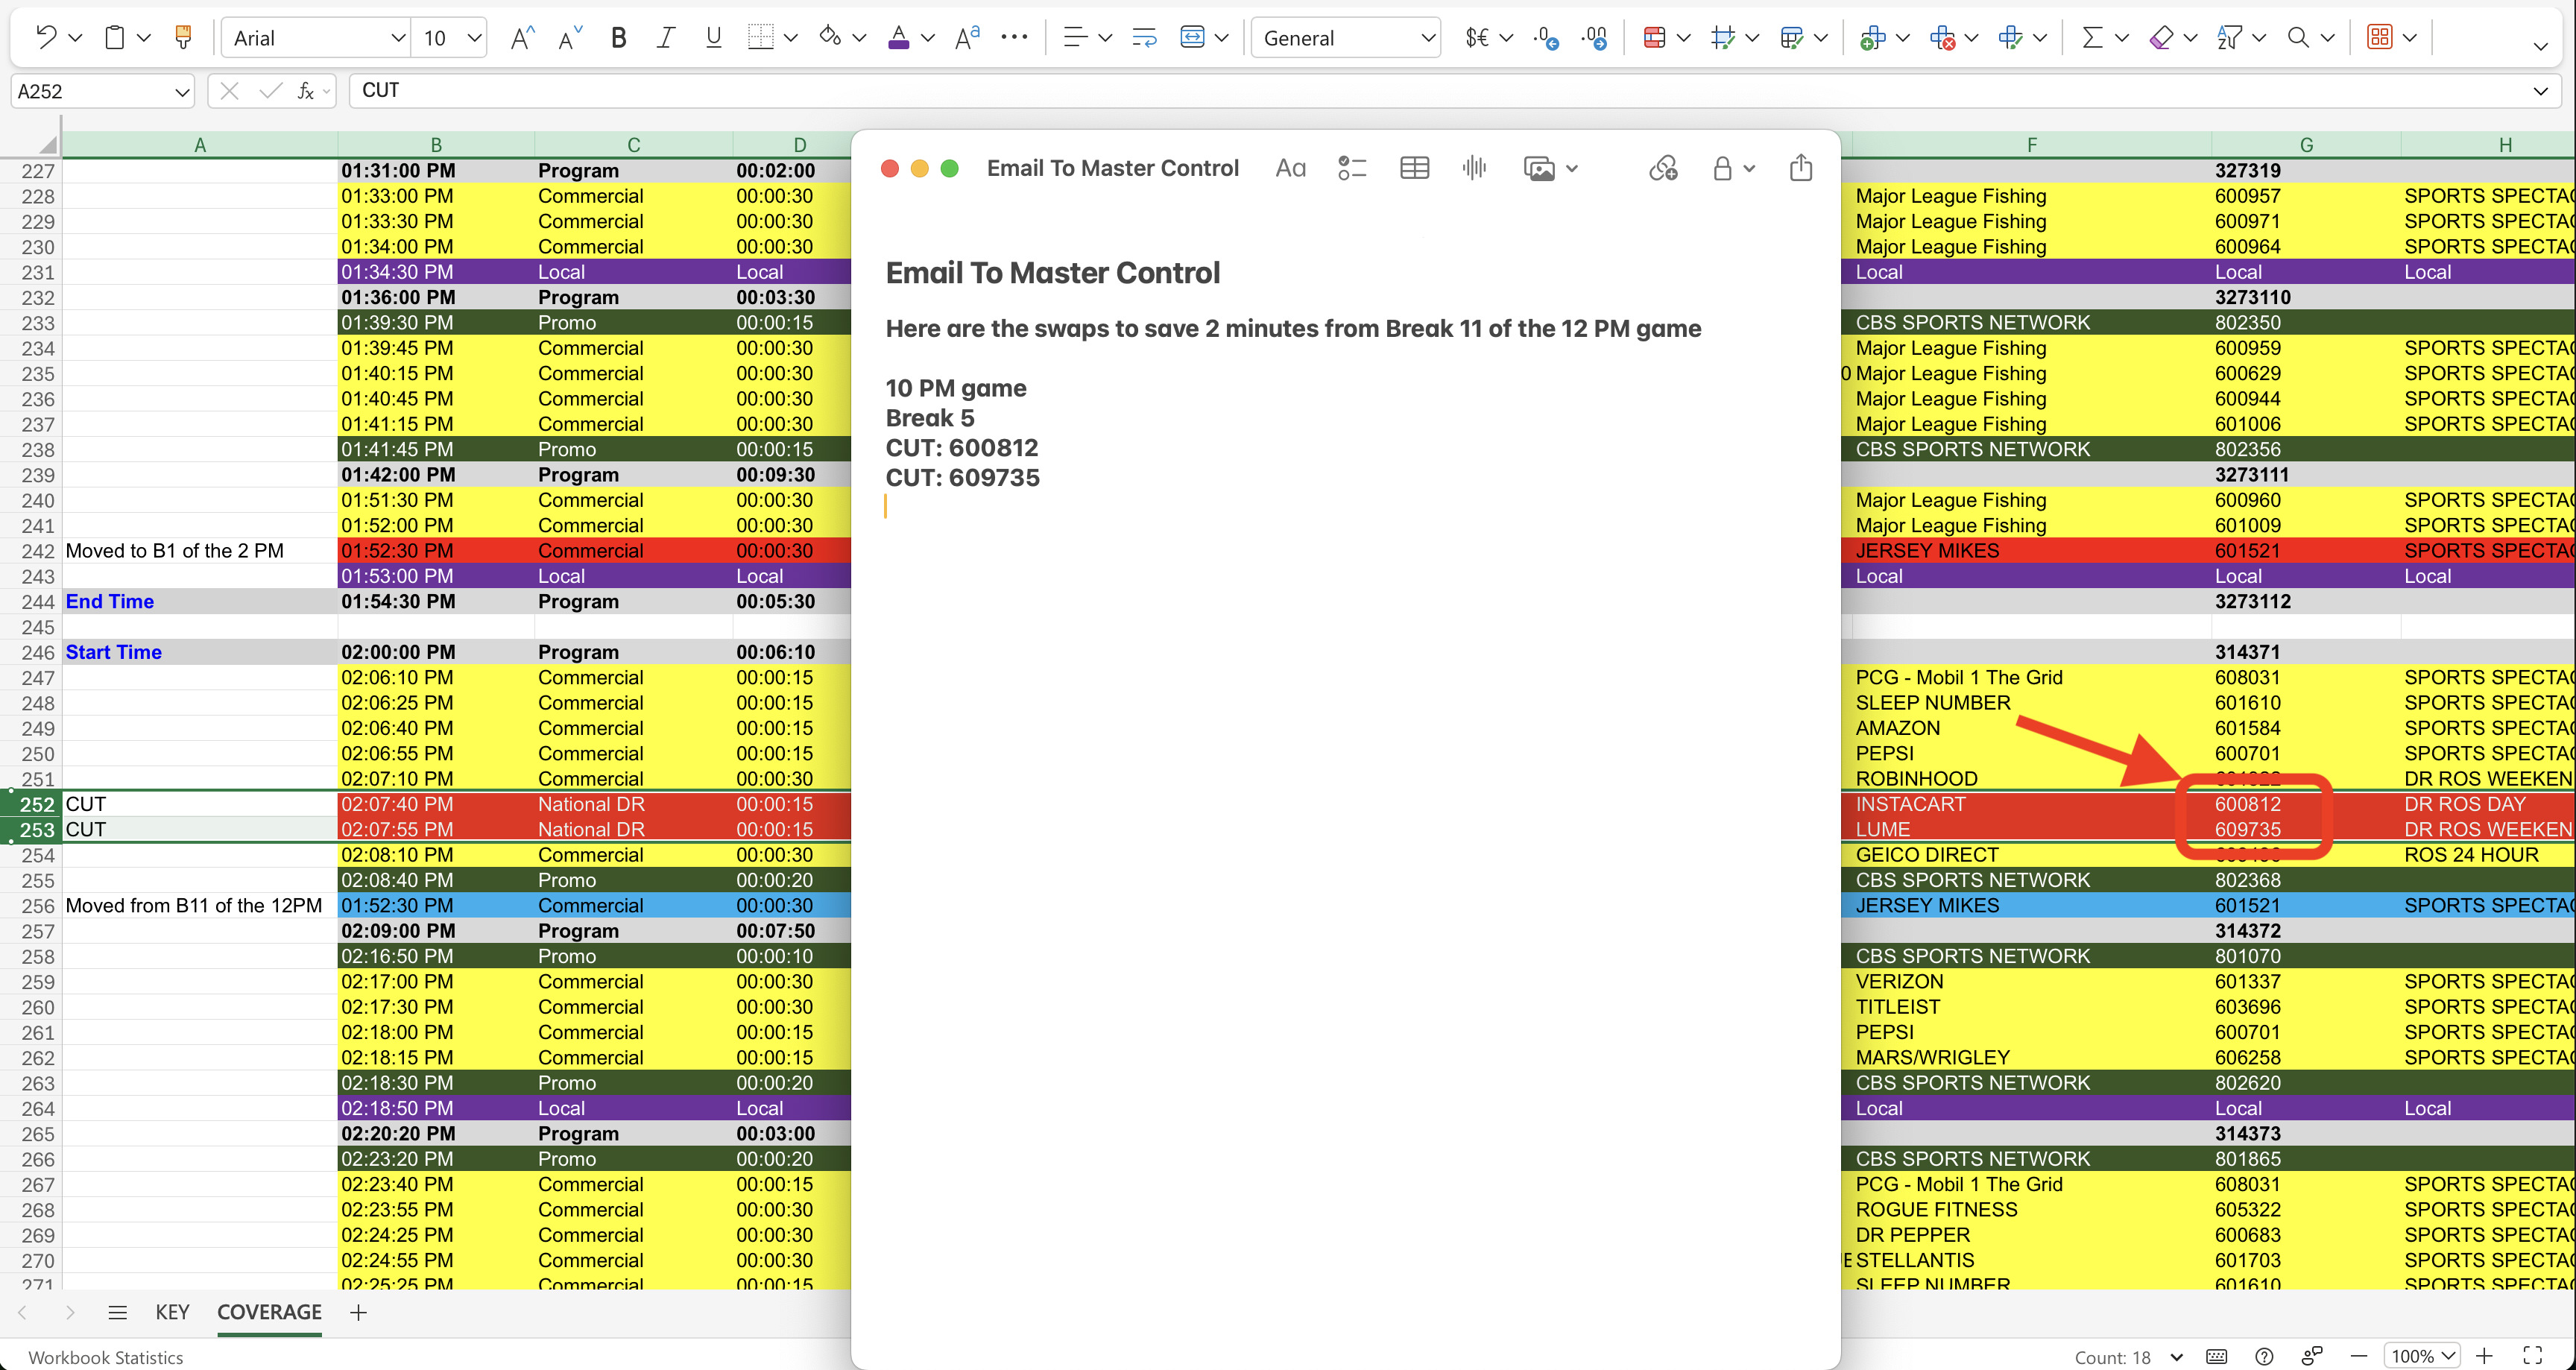 Arial 10 General
A252 CUT
A B C D F G H
227 01:31:00 PM Program 00:02:00 327319
228 01:33:00 PM Commercial 00:00:30 Major League Fishing 600957 SPORTS SPECTAC
229 01:33:30 PM Commercial 00:00:30 Major League Fishing 600971 SPORTS SPECTAC
230 01:34:00 PM Commercial 00:00:30 Major League Fishing 600964 SPORTS SPECTAC
231 01:34:30 PM Local Local Local Local Local
232 01:36:00 PM Program 00:03:30 3273110
233 01:39:30 PM Promo 00:00:15 CBS SPORTS NETWORK 802350
234 01:39:45 PM Commercial 00:00:30 Major League Fishing 600959 SPORTS SPECTAC
235 01:40:15 PM Commercial 00:00:30 0 Major League Fishing 600629 SPORTS SPECTAC
236 01:40:45 PM Commercial 00:00:30 Major League Fishing 600944 SPORTS SPECTAC
237 01:41:15 PM Commercial 00:00:30 Major League Fishing 601006 SPORTS SPECTAC
238 01:41:45 PM Promo 00:00:15 CBS SPORTS NETWORK 802356
239 01:42:00 PM Program 00:09:30 3273111
240 01:51:30 PM Commercial 00:00:30 Major League Fishing 600960 SPORTS SPECTAC
241 01:52:00 PM Commercial 00:00:30 Major League Fishing 601009 SPORTS SPECTAC
242 Moved to B1 of the 2 PM 01:52:30 PM Commercial 00:00:30 JERSEY MIKES 601521 SPORTS SPECTAC
243 01:53:00 PM Local Local Local Local Local
244 End Time 01:54:30 PM Program 00:05:30 3273112
245
246 Start Time 02:00:00 PM Program 00:06:10 314371
247 02:06:10 PM Commercial 00:00:15 PCG - Mobil 1 The Grid 608031 SPORTS SPECTAC
248 02:06:25 PM Commercial 00:00:15 SLEEP NUMBER 601610 SPORTS SPECTAC
249 02:06:40 PM Commercial 00:00:15 AMAZON 601584 SPORTS SPECTAC
250 02:06:55 PM Commercial 00:00:15 PEPSI 600701 SPORTS SPECTAC
251 02:07:10 PM Commercial 00:00:30 ROBINHOOD DR ROS WEEKEN
252 CUT 02:07:40 PM National DR 00:00:15 INSTACART 600812 DR ROS DAY
253 CUT 02:07:55 PM National DR 00:00:15 LUME 609735 DR ROS WEEKEN
254 02:08:10 PM Commercial 00:00:30 GEICO DIRECT ROS 24 HOUR
255 02:08:40 PM Promo 00:00:20 CBS SPORTS NETWORK 802368
256 Moved from B11 of the 12PM 01:52:30 PM Commercial 00:00:30 JERSEY MIKES 601521 SPORTS SPECTAC
257 02:09:00 PM Program 00:07:50 314372
258 02:16:50 PM Promo 00:00:10 CBS SPORTS NETWORK 801070
259 02:17:00 PM Commercial 00:00:30 VERIZON 601337 SPORTS SPECTAC
260 02:17:30 PM Commercial 00:00:30 TITLEIST 603696 SPORTS SPECTAC
261 02:18:00 PM Commercial 00:00:15 PEPSI 600701 SPORTS SPECTAC
262 02:18:15 PM Commercial 00:00:15 MARS/WRIGLEY 606258 SPORTS SPECTAC
263 02:18:30 PM Promo 00:00:20 CBS SPORTS NETWORK 802620
264 02:18:50 PM Local Local Local Local Local
265 02:20:20 PM Program 00:03:00 314373
266 02:23:20 PM Promo 00:00:20 CBS SPORTS NETWORK 801865
267 02:23:40 PM Commercial 00:00:15 PCG - Mobil 1 The Grid 608031 SPORTS SPECTAC
268 02:23:55 PM Commercial 00:00:30 ROGUE FITNESS 605322 SPORTS SPECTAC
269 02:24:25 PM Commercial 00:00:30 DR PEPPER 600683 SPORTS SPECTAC
270 02:24:55 PM Commercial 00:00:30 STELLANTIS 601703 SPORTS SPECTAC
271 02:25:25 PM Commercial 00:00:15 SLEEP NUMBER 601610 SPORTS SPECTAC
Email To Master Control
Email To Master Control
Here are the swaps to save 2 minutes from Break 11 of the 12 PM game
10 PM game
Break 5
CUT: 600812
CUT: 609735
KEY COVERAGE
Workbook Statistics Count: 18 100%